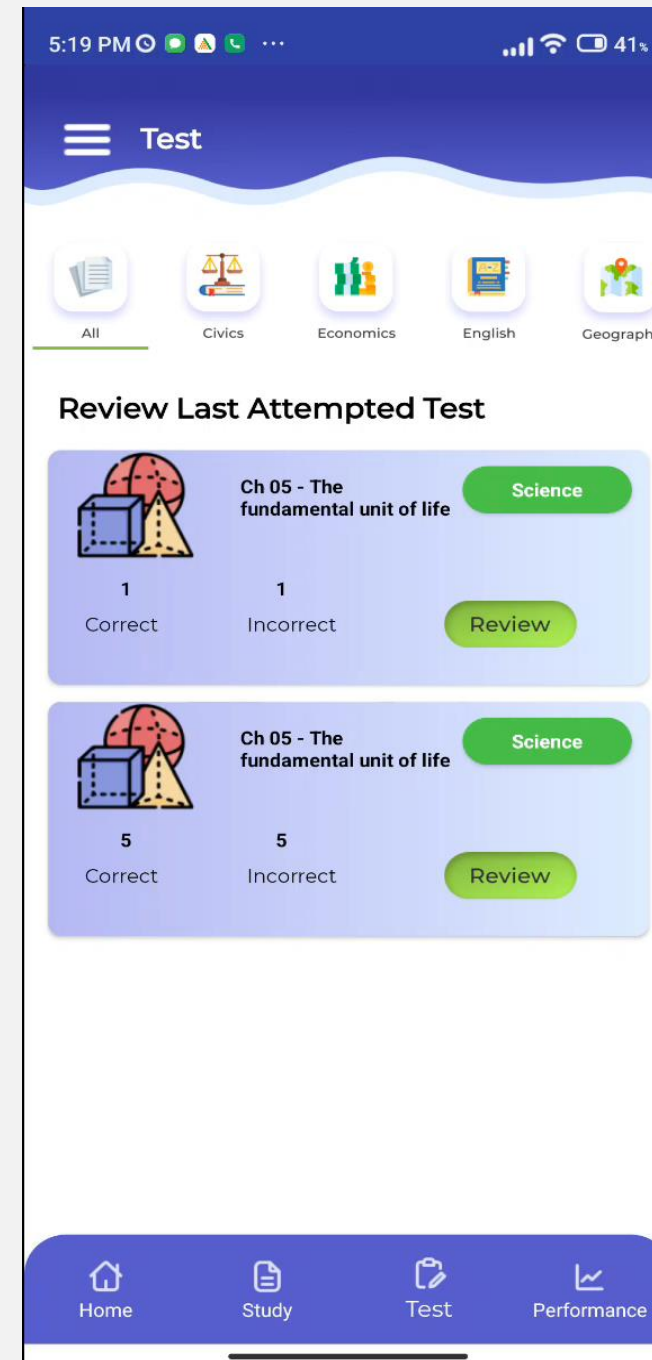 5:19 PM ... 41%
Test
All Civics Economics English Geograph
Review Last Attempted Test
Ch 05 - The
fundamental unit of life
Science
1 1
Correct Incorrect Review
Ch 05 - The
fundamental unit of life
Science
5 5
Correct Incorrect Review
Home Study Test Performance